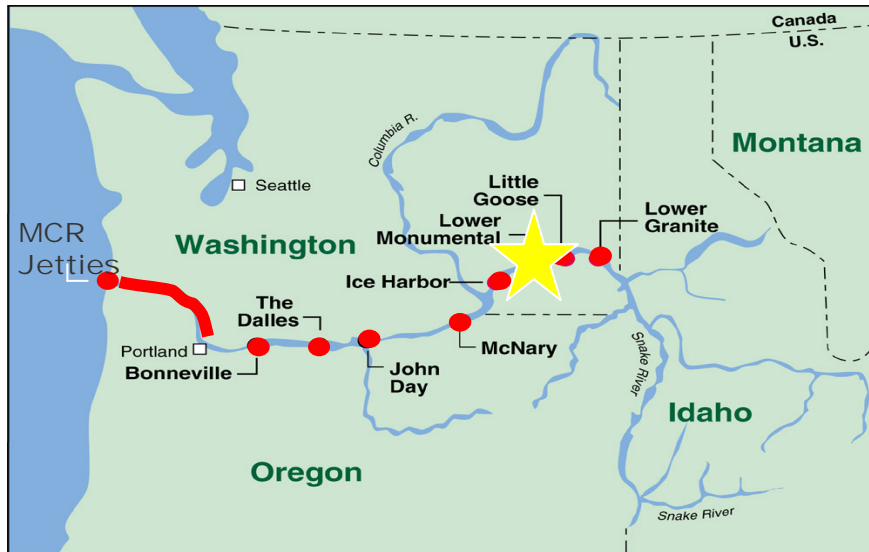 Canada
U.S.
Columbia R.
Montana
Seattle
Little
Goose
Lower
Monumental
Lower
Granite
MCR
Jetties
Washington
Ice Harbor
The
Dalles
Portland
Bonneville
John
Day
McNary
Snake River
Idaho
Oregon
Snake River